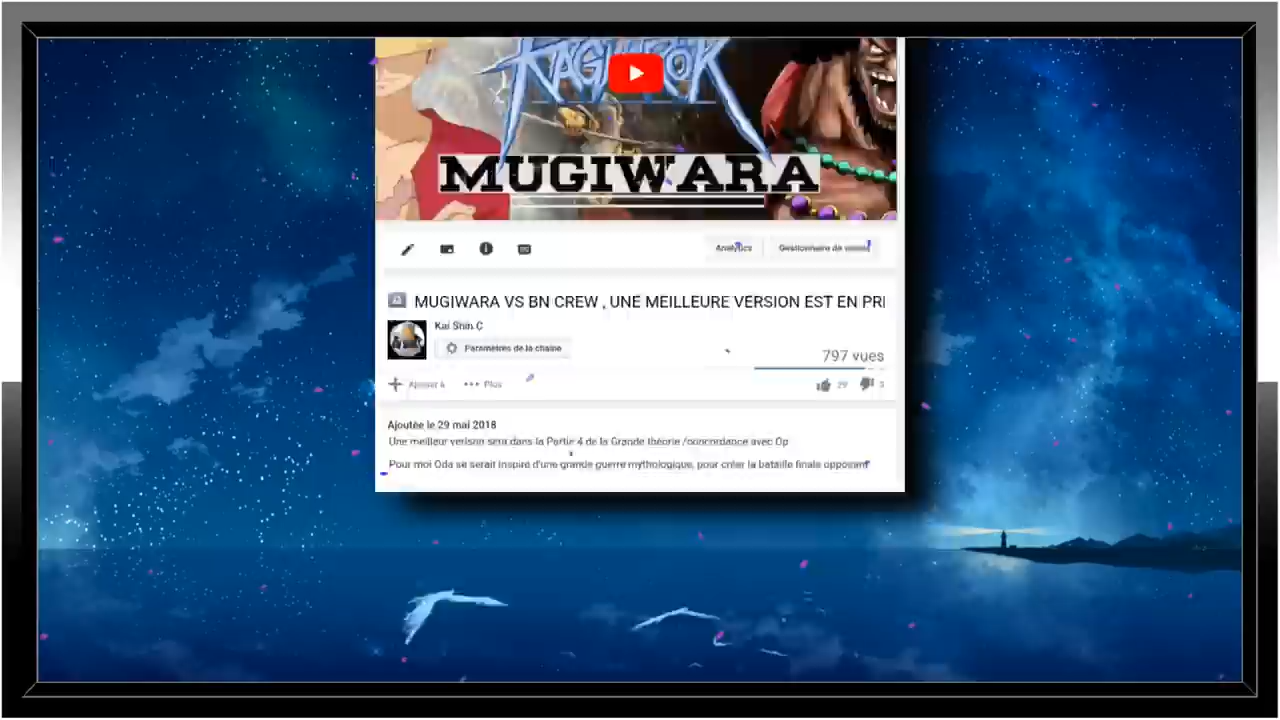 RAGNAROK
MUGIWARA
Analytics
Gestionnaire de vidéos
MUGIWARA VS BN CREW , UNE MEILLEURE VERSION EST EN PRI
Kai Shin.C
Paramètres de la chaîne
797 vues
Ajouter à
Plus
29
3
Ajoutée le 29 mai 2018
Une meilleur verison sera dans la Partie 4 de la Grande théorie /concordance avec Op
Pour moi Oda se serait inspiré d'une grande guerre mythologique, pour créer la bataille finale opposant